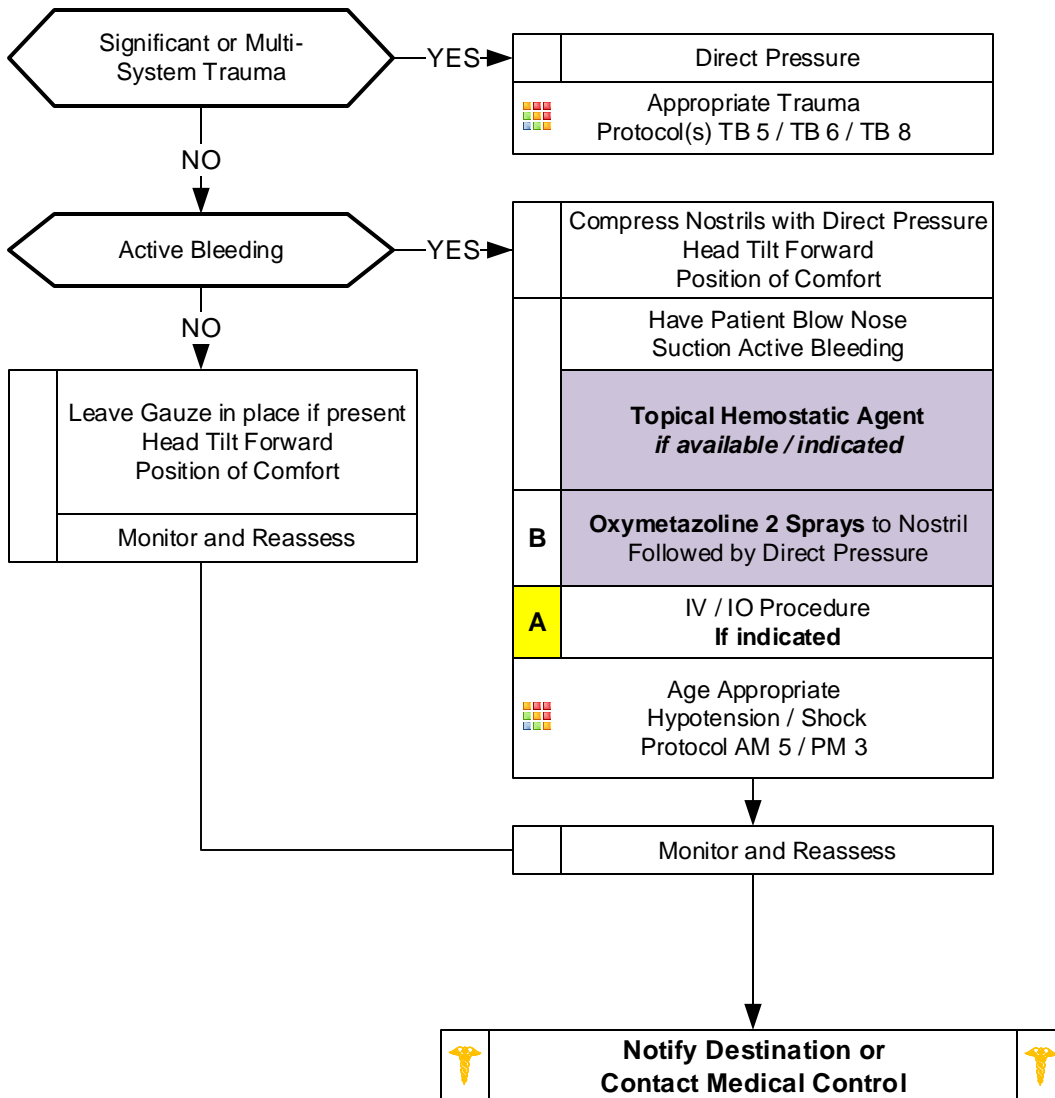 Significant or Multi-
System Trauma
YES
Direct Pressure
Appropriate Trauma
Protocol(s) TB 5 / TB 6 / TB 8
NO
Active Bleeding
YES
Compress Nostrils with Direct Pressure
Head Tilt Forward
Position of Comfort
Have Patient Blow Nose
Suction Active Bleeding
Topical Hemostatic Agent
if available / indicated
B
Oxymetazoline 2 Sprays to Nostril
Followed by Direct Pressure
A
IV / IO Procedure
If indicated
Age Appropriate
Hypotension / Shock
Protocol AM 5 / PM 3
NO
Leave Gauze in place if present
Head Tilt Forward
Position of Comfort
Monitor and Reassess
Monitor and Reassess
Notify Destination or
Contact Medical Control